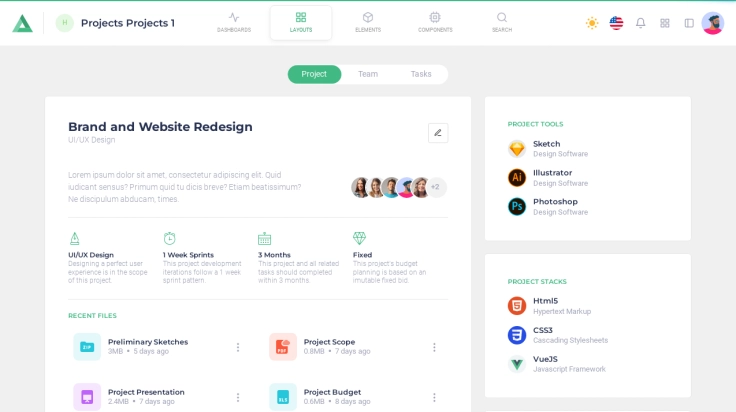 H
Projects Projects 1
DASHBOARDS
LAYOUTS
ELEMENTS
COMPONENTS
SEARCH
Project
Team
Tasks
Brand and Website Redesign
UI/UX Design
Lorem ipsum dolor sit amet, consectetur adipiscing elit. Quid
iudicant sensus? Primum quid tu dicis breve? Etiam beatissimum?
Ne discipulum abducam, times.
+2
UI/UX Design
Designing a perfect user
experience is in the scope
of this project.
1 Week Sprints
This project development
iterations follow a 1 week
sprint pattern.
3 Months
This project and all related
tasks should completed
within 3 months.
Fixed
This project's budget
planning is based on an
imutable fixed bid.
RECENT FILES
ZIP
Preliminary Sketches
3MB • 5 days ago
PDF
Project Scope
0.8MB • 7 days ago
Project Presentation
2.4MB • 7 days ago
XLS
Project Budget
0.6MB • 8 days ago
PROJECT TOOLS
Sketch
Design Software
Ai
Illustrator
Design Software
Ps
Photoshop
Design Software
PROJECT STACKS
Html5
Hypertext Markup
CSS3
Cascading Stylesheets
VueJS
Javascript Framework